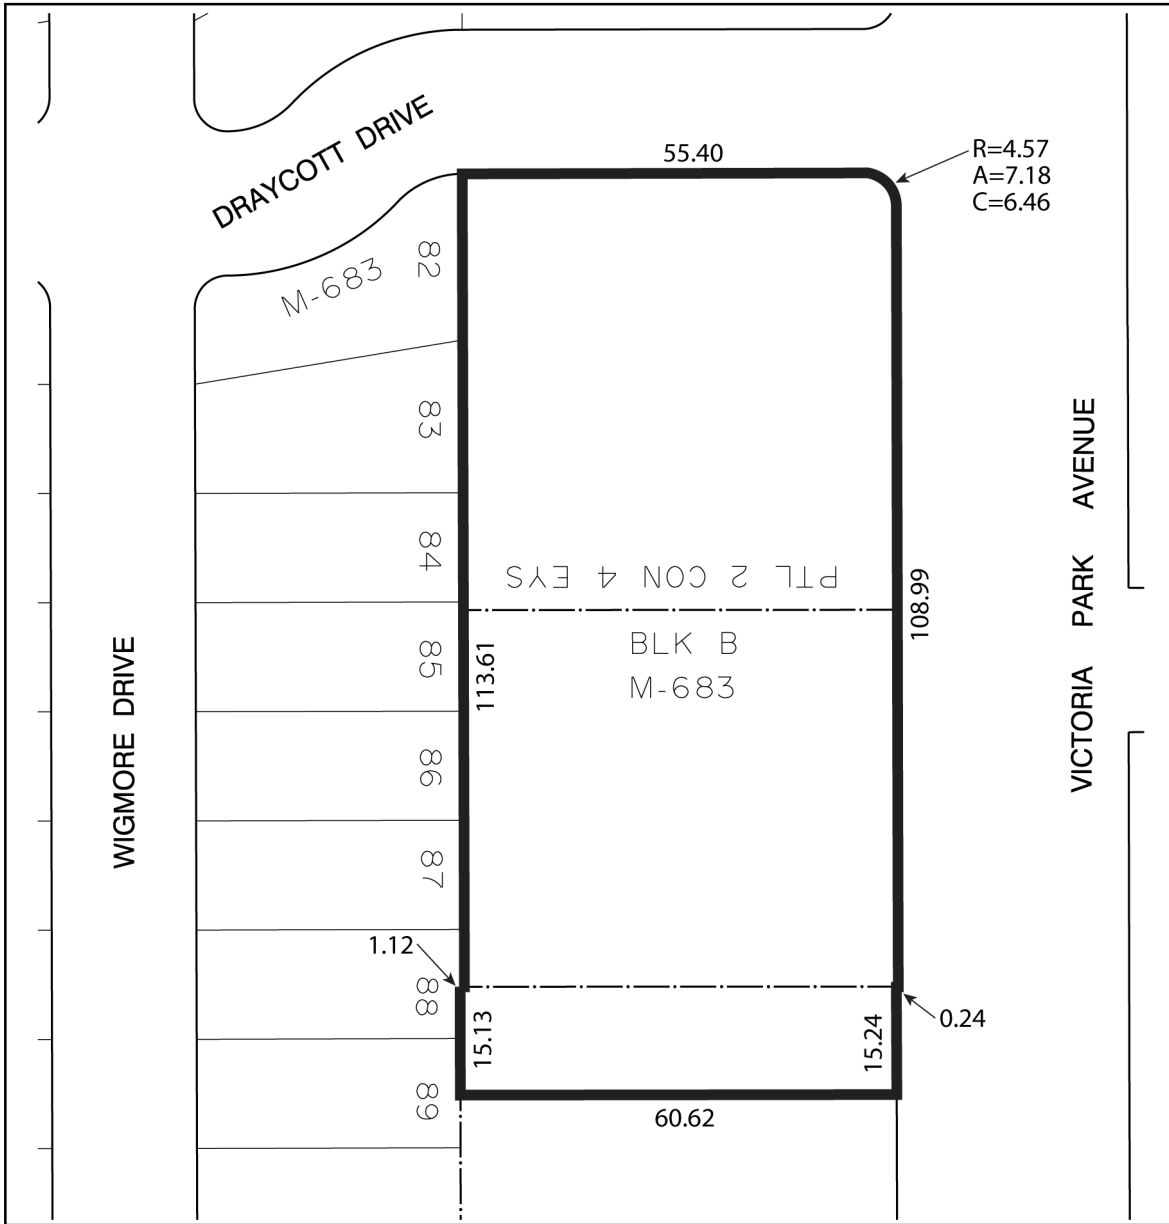 DRAYCOTT DRIVE
55.40
R=4.57
A=7.18
C=6.46
M-683
82
83
84
85
86
87
88
89
PTL 2 CON 4 EYS
BLK B
M-683
113.61
108.99
VICTORIA PARK AVENUE
WIGMORE DRIVE
1.12
15.13
15.24
0.24
60.62